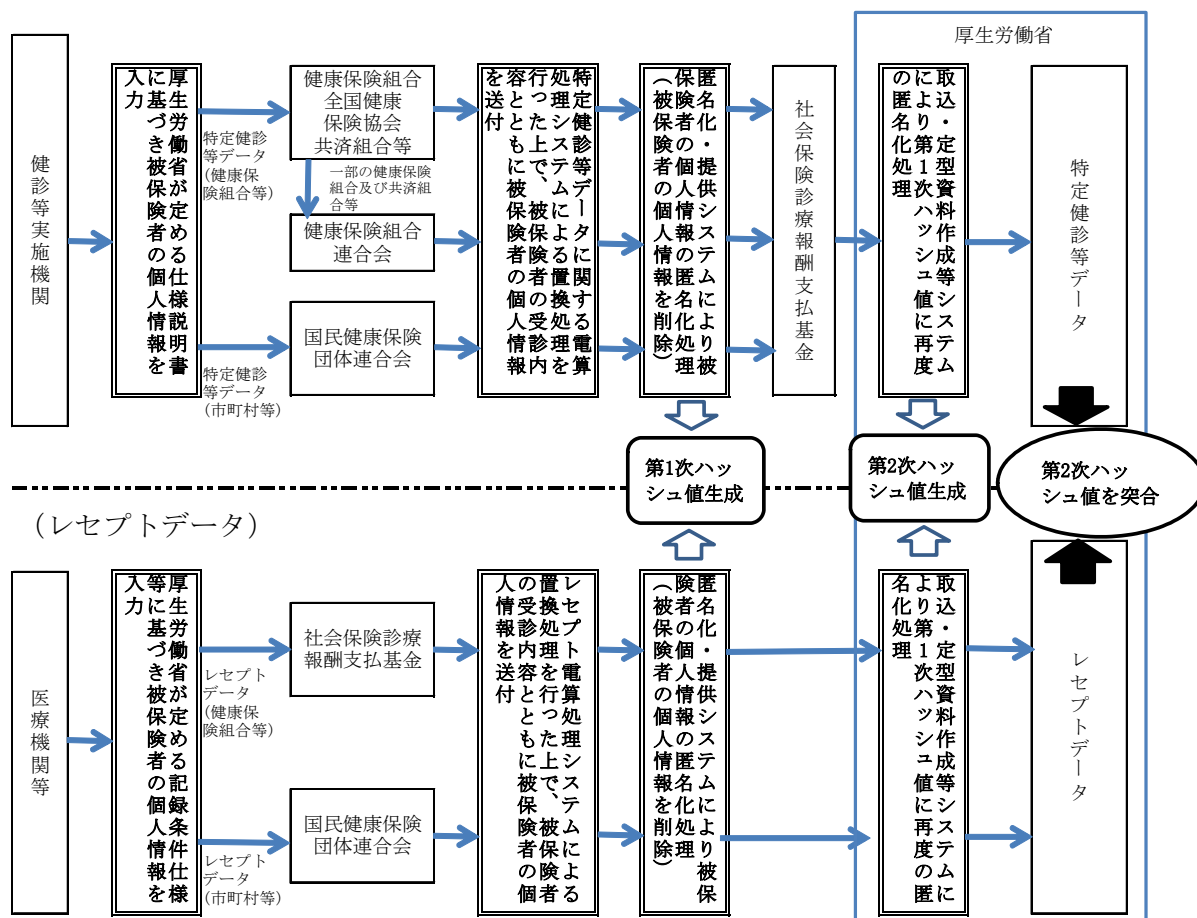 厚生労働省
健診等実施機関
厚生労働省が定める仕様説明書
に基づき被保険者の個人情報を
入力
特定健診
等データ
(健康保
険組合等)
特定健診
等データ
(市町村等)
健康保険組合
全国健康
保険協会
共済組合等
一部の健康保険
組合及び共済組
合等
健康保険組合
連合会
国民健康保険
団体連合会
特定健診等データに関する電算
処理システムによる置換処理を
行った上で、被保険者の受診内
容とともに被保険者の個人情報
を送付
匿名化・提供システムにより被
保険者の個人情報の匿名化処理
（被保険者の個人情報を削除）
社会保険診療報酬支払基金
取込・定型資料作成等システム
により第1次ハッシュ値に再度
の匿名化処理
特定健診等データ
第1次ハッ
シュ値生成
第2次ハッ
シュ値生成
第2次ハッ
シュ値を突合
（レセプトデータ）
医療機関等
厚生労働省が定める記録条件仕様
等に基づき被保険者の個人情報を
入力
レセプト
データ
(健康保
険組合等)
レセプト
データ
(市町村等)
社会保険診療
報酬支払基金
国民健康保険
団体連合会
レセプト電算処理システムによる
置換処理を行った上で、被保険者
の受診内容とともに被保険者の個
人情報を送付
匿名化・提供システムにより被保
険者の個人情報の匿名化処理
（被保険者の個人情報を削除）
取込・定型資料作成等システムに
より第1次ハッシュ値に再度の匿
名化処理
レセプトデータ